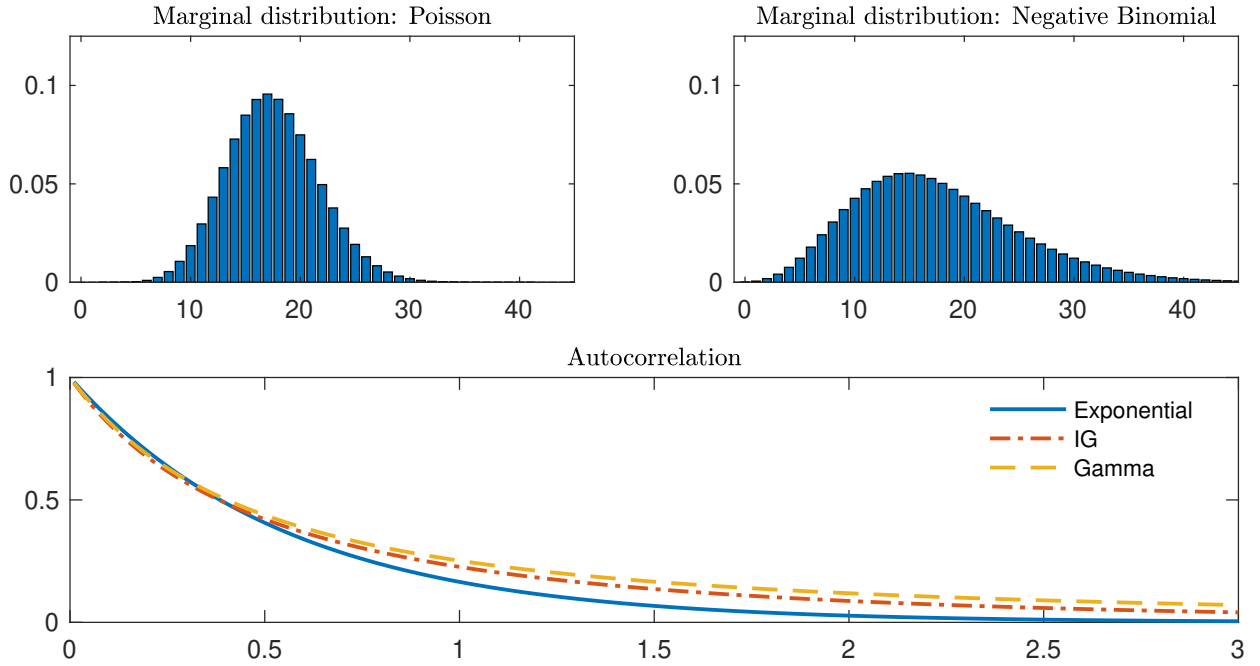 Marginal distribution: Poisson
Marginal distribution: Negative Binomial
0.1
0.05
0
0 10 20 30 40
0.1
0.05
0
0 10 20 30 40
Autocorrelation
1
0.5
0
0 0.5 1 1.5 2 2.5 3
Exponential
IG
Gamma